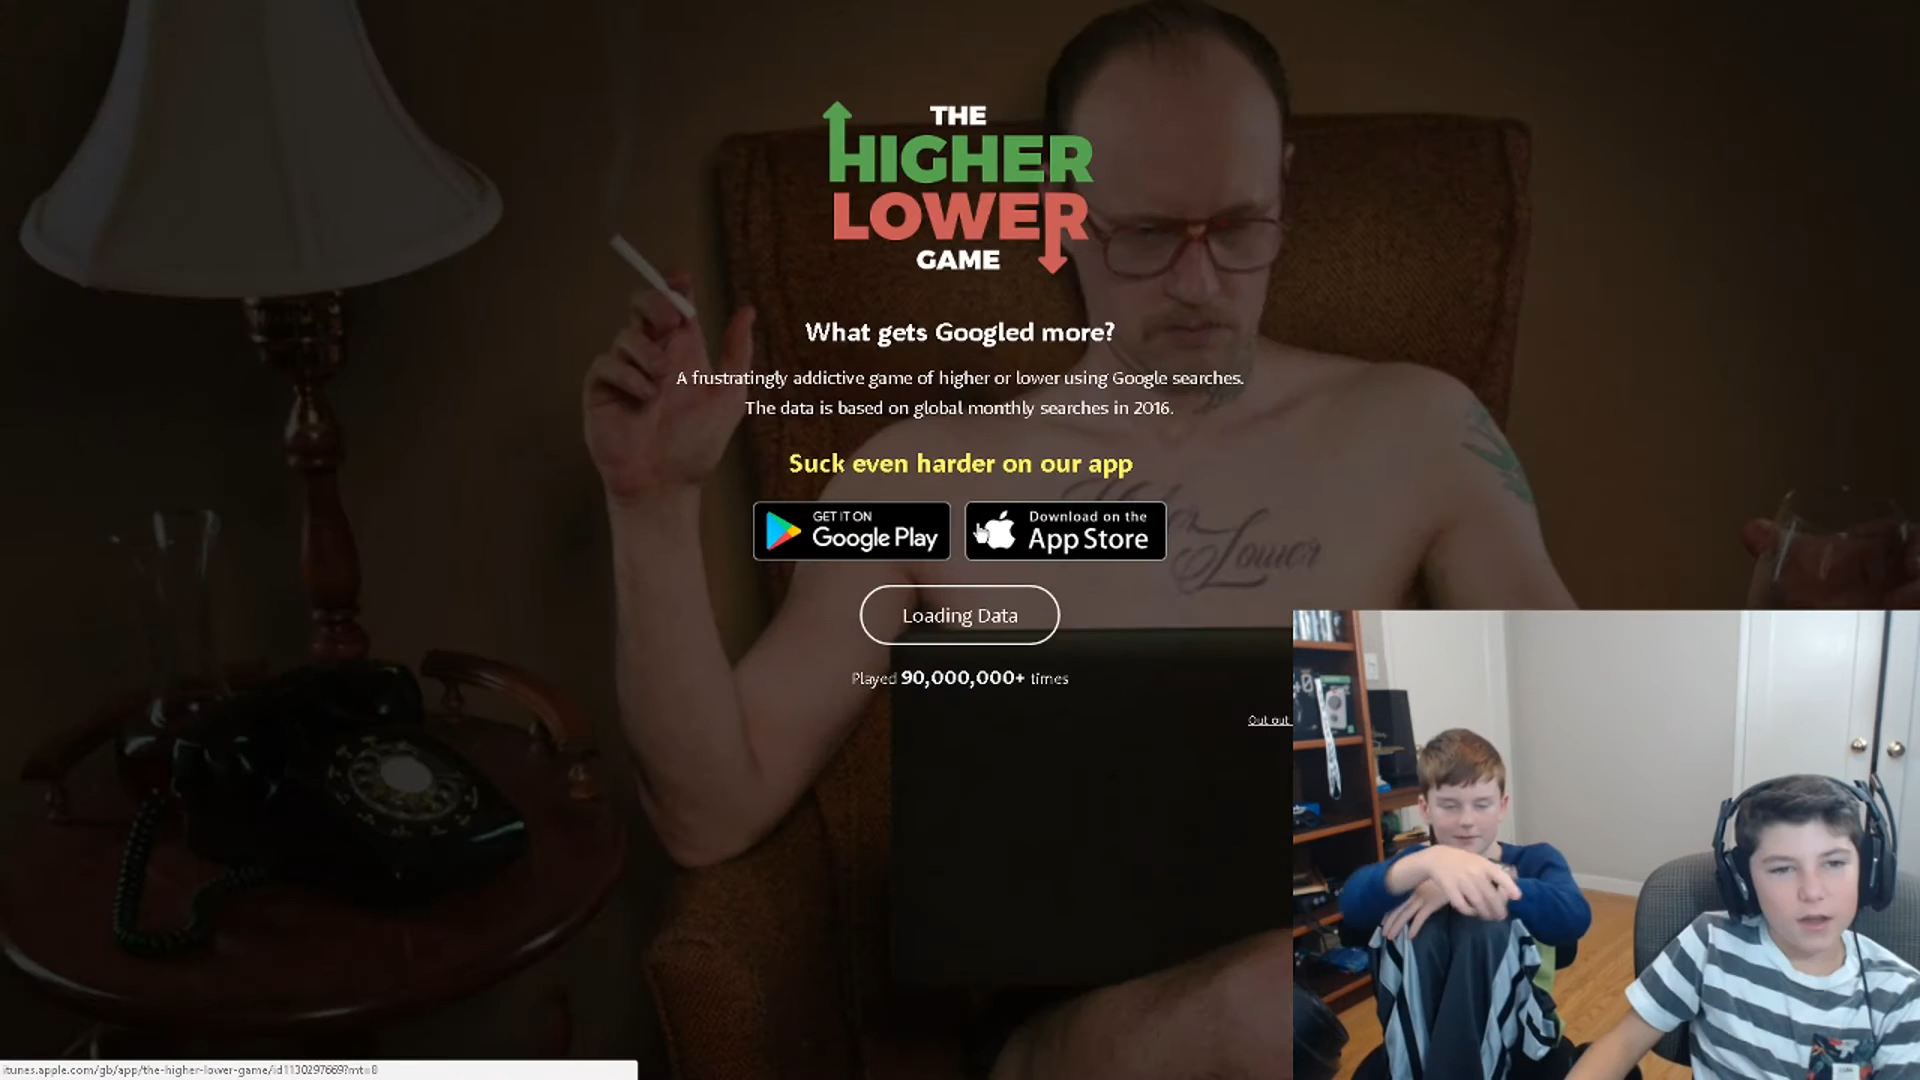 THE
HIGHER
LOWER
GAME
What gets Googled more?
A frustratingly addictive game of higher or lower using Google searches.
The data is based on global monthly searches in 2016.
Suck even harder on our app
GET IT ON
Google Play
Download on the
App Store
Lower
Loading Data
Played 90,000,000+ times
Out out
itunes.apple.com/gb/app/the-higher-lower-game/id1130297669?mt=8